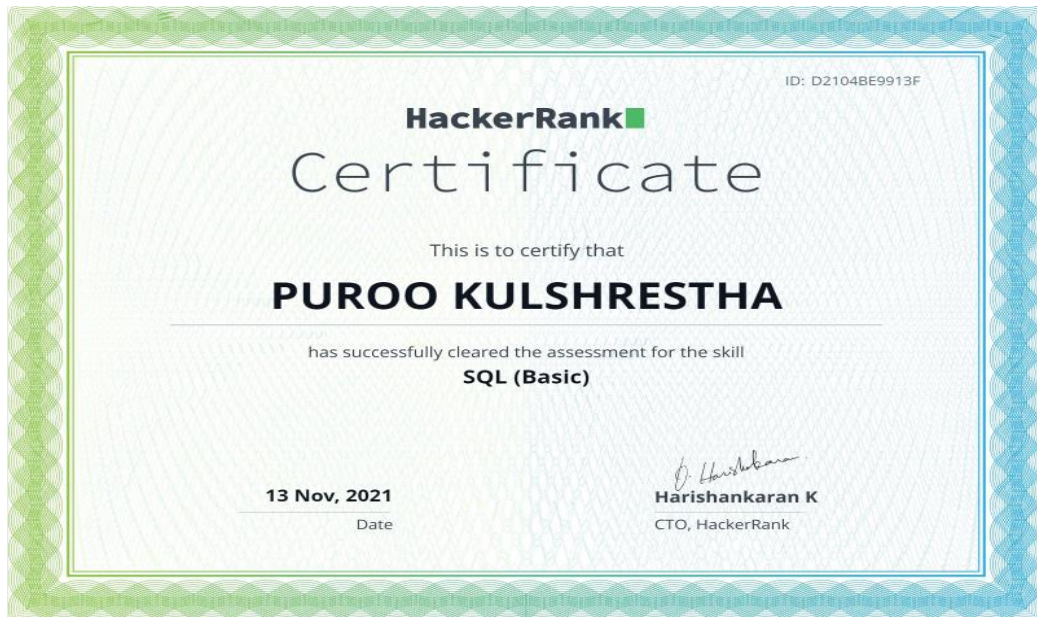 ID: D2104BE9913F
HackerRank
Certificate
This is to certify that
PUROO KULSHRESTHA
has successfully cleared the assessment for the skill
SQL (Basic)
13 Nov, 2021
Date
Harishankaran K
CTO, HackerRank